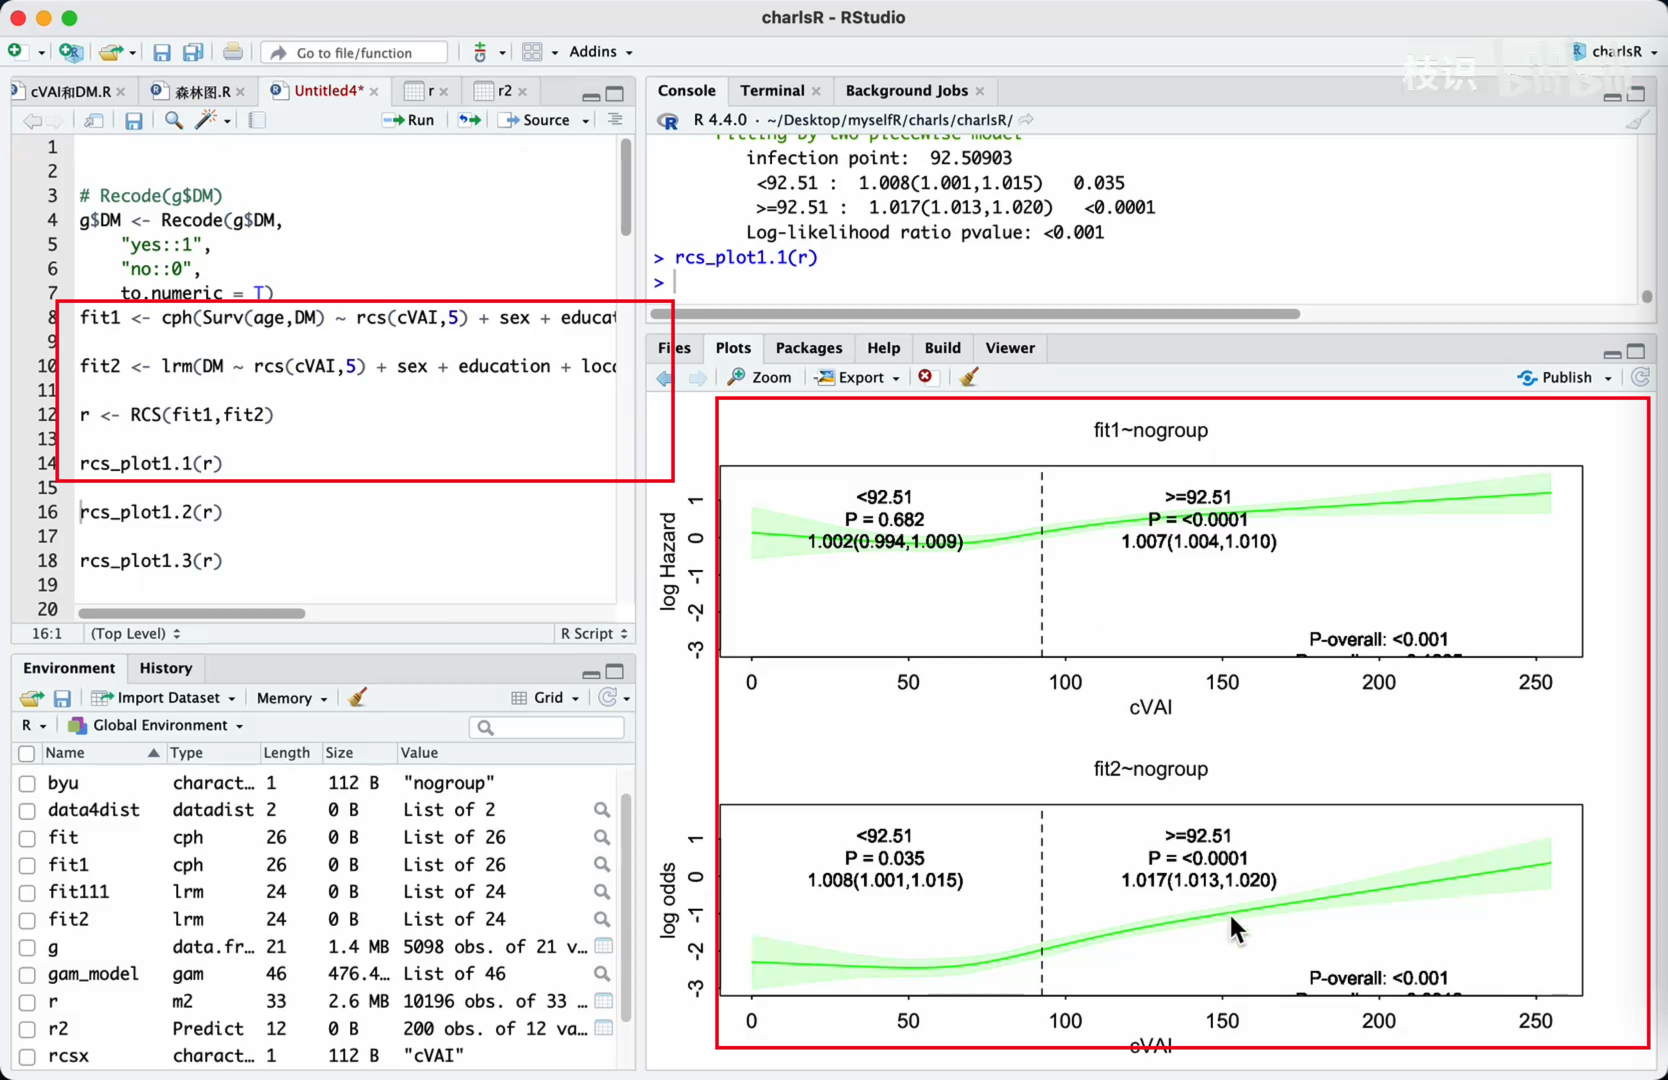 charlsR - RStudio
Go to file/function
Addins
charlsR
枝识 bilibili
cVAI和DM.R
森林图.R
Untitled4*
r
r2
Run
Source
1
2
3 # Recode(g$DM)
4 g$DM <- Recode(g$DM,
5 "yes::1",
6 "no::0",
7 to.numeric = T)
8 fit1 <- cph(Surv(age,DM) ~ rcs(cVAI,5) + sex + educat
9
10 fit2 <- lrm(DM ~ rcs(cVAI,5) + sex + education + loca
11
12 r <- RCS(fit1,fit2)
13
14 rcs_plot1.1(r)
15
16 rcs_plot1.2(r)
17
18 rcs_plot1.3(r)
19
20
16:1 (Top Level) R Script
Console Terminal Background Jobs
R 4.4.0 · ~/Desktop/myselfR/charls/charlsR/
Fitting by two piecewise model
infection point: 92.50903
<92.51 : 1.008(1.001,1.015) 0.035
>=92.51 : 1.017(1.013,1.020) <0.0001
Log-likelihood ratio pvalue: <0.001
> rcs_plot1.1(r)
>
Environment History
Import Dataset Memory Grid
R Global Environment
Name Type Length Size Value
byu charact… 1 112 B "nogroup"
data4dist datadist 2 0 B List of 2
fit cph 26 0 B List of 26
fit1 cph 26 0 B List of 26
fit111 lrm 24 0 B List of 24
fit2 lrm 24 0 B List of 24
g data.fr… 21 1.4 MB 5098 obs. of 21 v…
gam_model gam 46 476.4… List of 46
r m2 33 2.6 MB 10196 obs. of 33 …
r2 Predict 12 0 B 200 obs. of 12 va…
rcsx charact… 1 112 B "cVAI"
Files Plots Packages Help Build Viewer
Zoom Export Publish
fit1~nogroup
<92.51 >=92.51
P = 0.682 P = <0.0001
1.002(0.994,1.009) 1.007(1.004,1.010)
P-overall: <0.001
log Hazard
1
0
-1
-2
-3
0 50 100 150 200 250
cVAI
fit2~nogroup
<92.51 >=92.51
P = 0.035 P = <0.0001
1.008(1.001,1.015) 1.017(1.013,1.020)
P-overall: <0.001
log odds
1
0
-1
-2
-3
0 50 100 150 200 250
cVAI